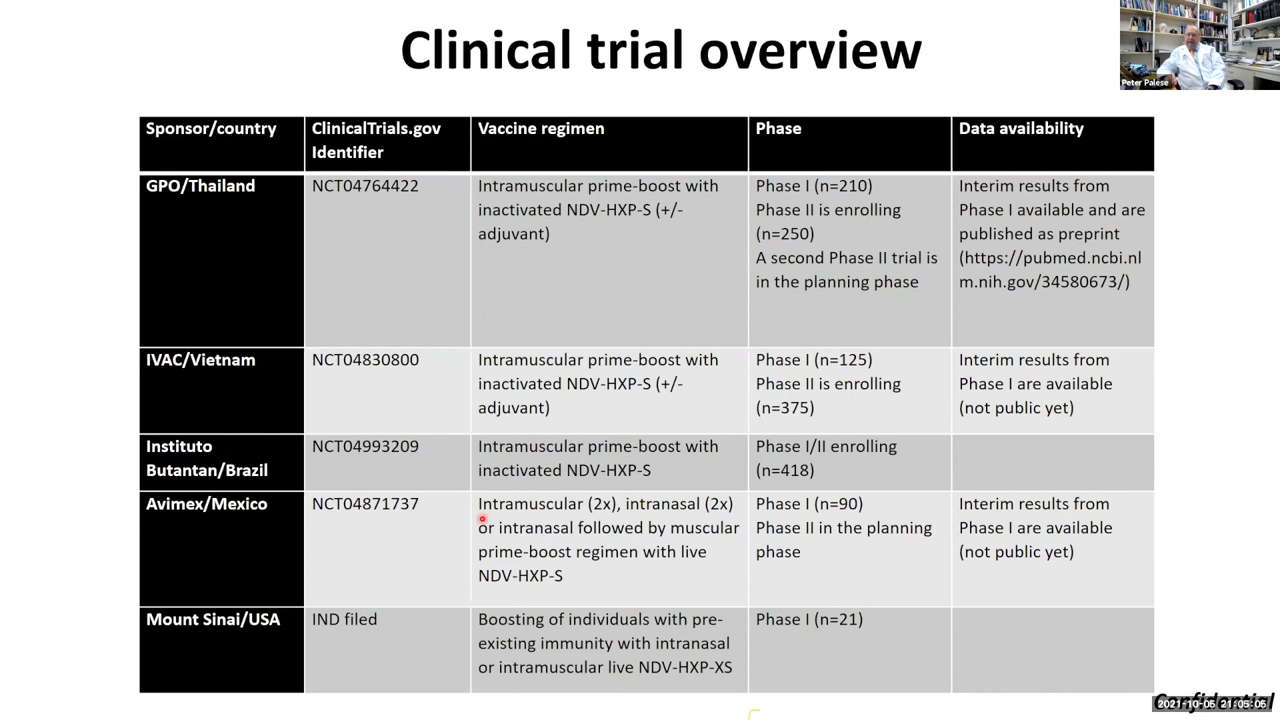 Clinical trial overview
Peter Palese
Sponsor/country
ClinicalTrials.gov
Identifier
Vaccine regimen
Phase
Data availability
GPO/Thailand
NCT04764422
Intramuscular prime-boost with
inactivated NDV-HXP-S (+/-
adjuvant)
Phase I (n=210)
Phase II is enrolling
(n=250)
A second Phase II trial is
in the planning phase
Interim results from
Phase I available and are
published as preprint
(https://pubmed.ncbi.nl
m.nih.gov/34580673/)
IVAC/Vietnam
NCT04830800
Intramuscular prime-boost with
inactivated NDV-HXP-S (+/-
adjuvant)
Phase I (n=125)
Phase II is enrolling
(n=375)
Interim results from
Phase I are available
(not public yet)
Instituto
Butantan/Brazil
NCT04993209
Intramuscular prime-boost with
inactivated NDV-HXP-S
Phase I/II enrolling
(n=418)
Avimex/Mexico
NCT04871737
Intramuscular (2x), intranasal (2x)
or intranasal followed by muscular
prime-boost regimen with live
NDV-HXP-S
Phase I (n=90)
Phase II in the planning
phase
Interim results from
Phase I are available
(not public yet)
Mount Sinai/USA
IND filed
Boosting of individuals with pre-
existing immunity with intranasal
or intramuscular live NDV-HXP-XS
Phase I (n=21)
Confidential
2021-10-05 21:05:05